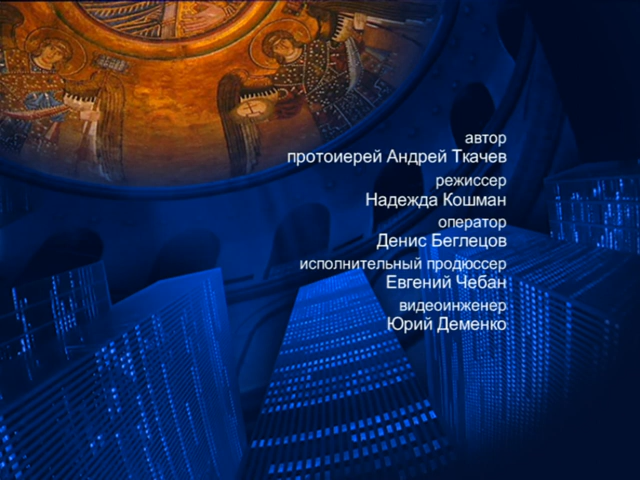 автор
протоиерей Андрей Ткачев
режиссер
Надежда Кошман
оператор
Денис Беглецов
исполнительный продюссер
Евгений Чебан
видеоинженер
Юрий Деменко